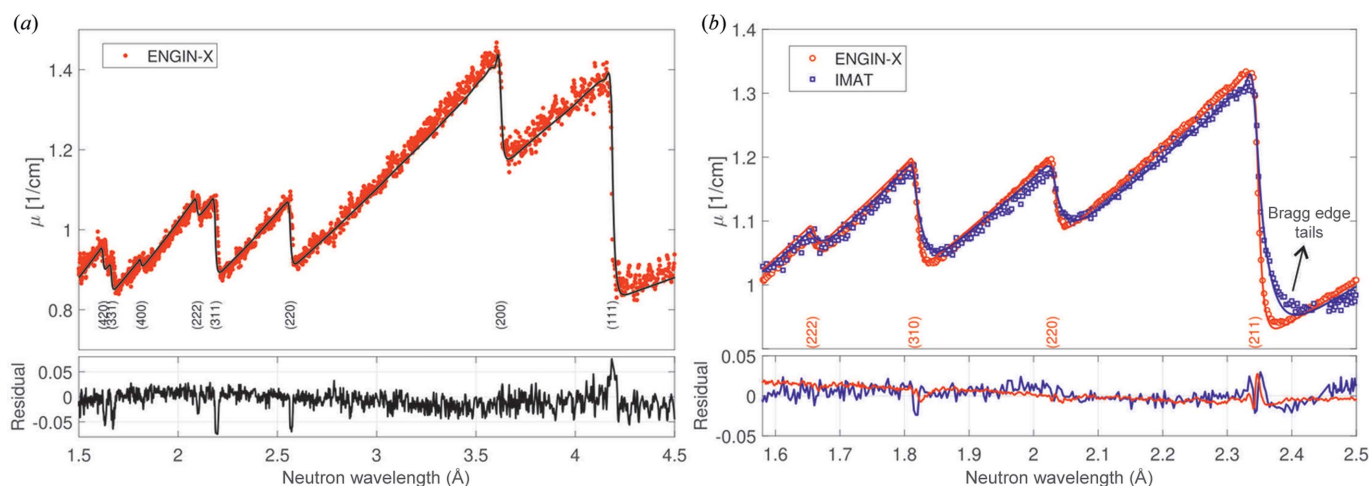 (a)
ENGIN-X
μ [1/cm]
1.4
1.2
1
0.8
(420)
(331)
(400)
(222)
(311)
(220)
(200)
(111)
Residual
0.05
0
-0.05
1.5 2 2.5 3 3.5 4 4.5
Neutron wavelength (Å)
(b)
ENGIN-X
IMAT
μ [1/cm]
1.4
1.3
1.2
1.1
1
Bragg edge
tails
(222)
(310)
(220)
(211)
Residual
0.05
0
-0.05
1.6 1.7 1.8 1.9 2 2.1 2.2 2.3 2.4 2.5
Neutron wavelength (Å)